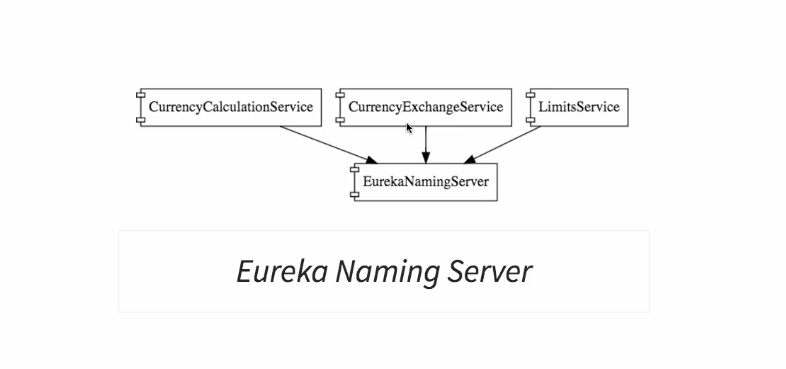 CurrencyCalculationService
CurrencyExchangeService
LimitsService
EurekaNamingServer
Eureka Naming Server